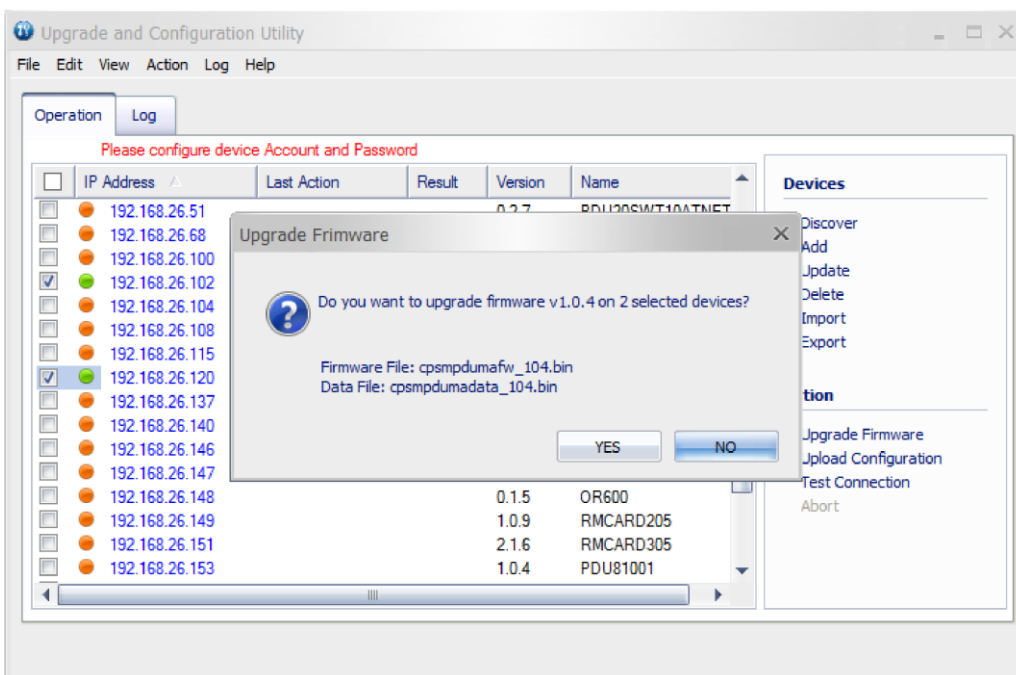 Upgrade and Configuration Utility
File Edit View Action Log Help
Operation Log
Please configure device Account and Password
IP Address Last Action Result Version Name
192.168.26.51 0.2.7 PDU20SWT10ATNET
192.168.26.68
192.168.26.100
192.168.26.102
192.168.26.104
192.168.26.108
192.168.26.115
192.168.26.120
192.168.26.137
192.168.26.140
192.168.26.146
192.168.26.147
192.168.26.148 0.1.5 OR600
192.168.26.149 1.0.9 RMCARD205
192.168.26.151 2.1.6 RMCARD305
192.168.26.153 1.0.4 PDU81001
Upgrade Frimware
Do you want to upgrade firmware v1.0.4 on 2 selected devices?
Firmware File: cpsmpdumafw_104.bin
Data File: cpsmpdumadata_104.bin
YES NO
Devices
Discover
Add
Update
Delete
Import
Export
tion
Upgrade Firmware
Upload Configuration
Test Connection
Abort